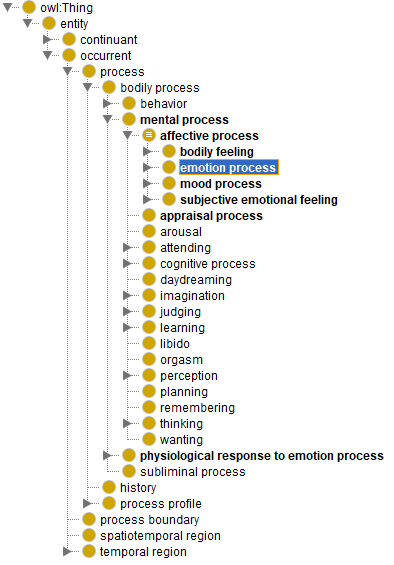 owl:Thing
entity
continuant
occurrent
process
bodily process
behavior
mental process
affective process
bodily feeling
emotion process
mood process
subjective emotional feeling
appraisal process
arousal
attending
cognitive process
daydreaming
imagination
judging
learning
libido
orgasm
perception
planning
remembering
thinking
wanting
physiological response to emotion process
subliminal process
history
process profile
process boundary
spatiotemporal region
temporal region